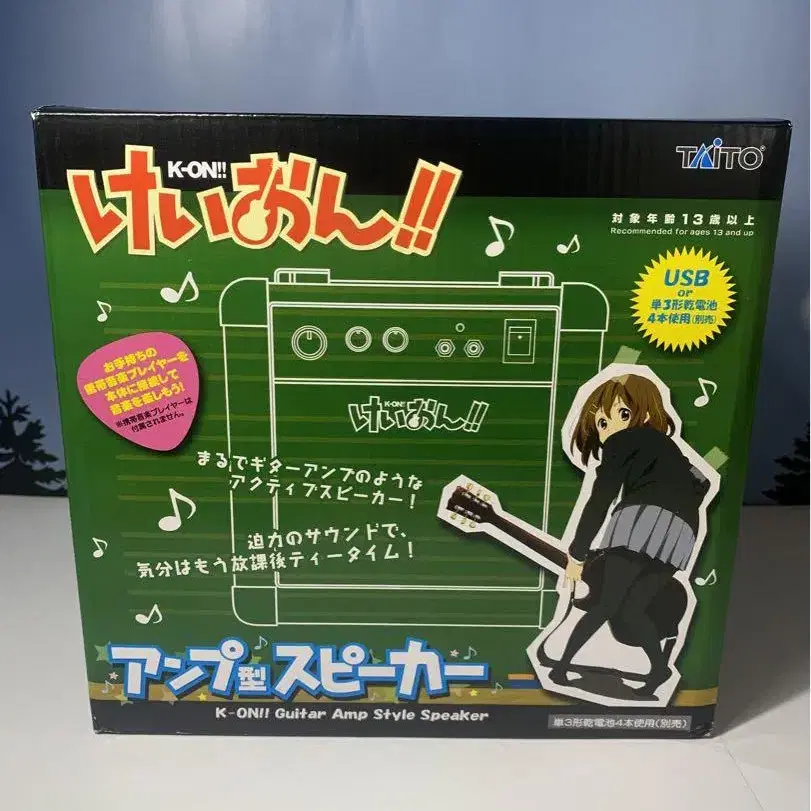 K-ON!!
けいおん!!
TAITO®
対象年齢13歳以上
Recommended for ages 13 and up
USB
or
単3形乾電池
4本使用(別売)
お手持ちの
携帯音楽プレイヤーを
本体に接続して
音楽を楽しもう!
※携帯音楽プレイヤーは
付属されません。
K-ON!!
けいおん!!
まるでギターアンプのような
アクティブスピーカー!
迫力のサウンドで、
気分はもう放課後ティータイム!
アンプ型スピーカー
K-ON!! Guitar Amp Style Speaker
単3形乾電池4本使用(別売)